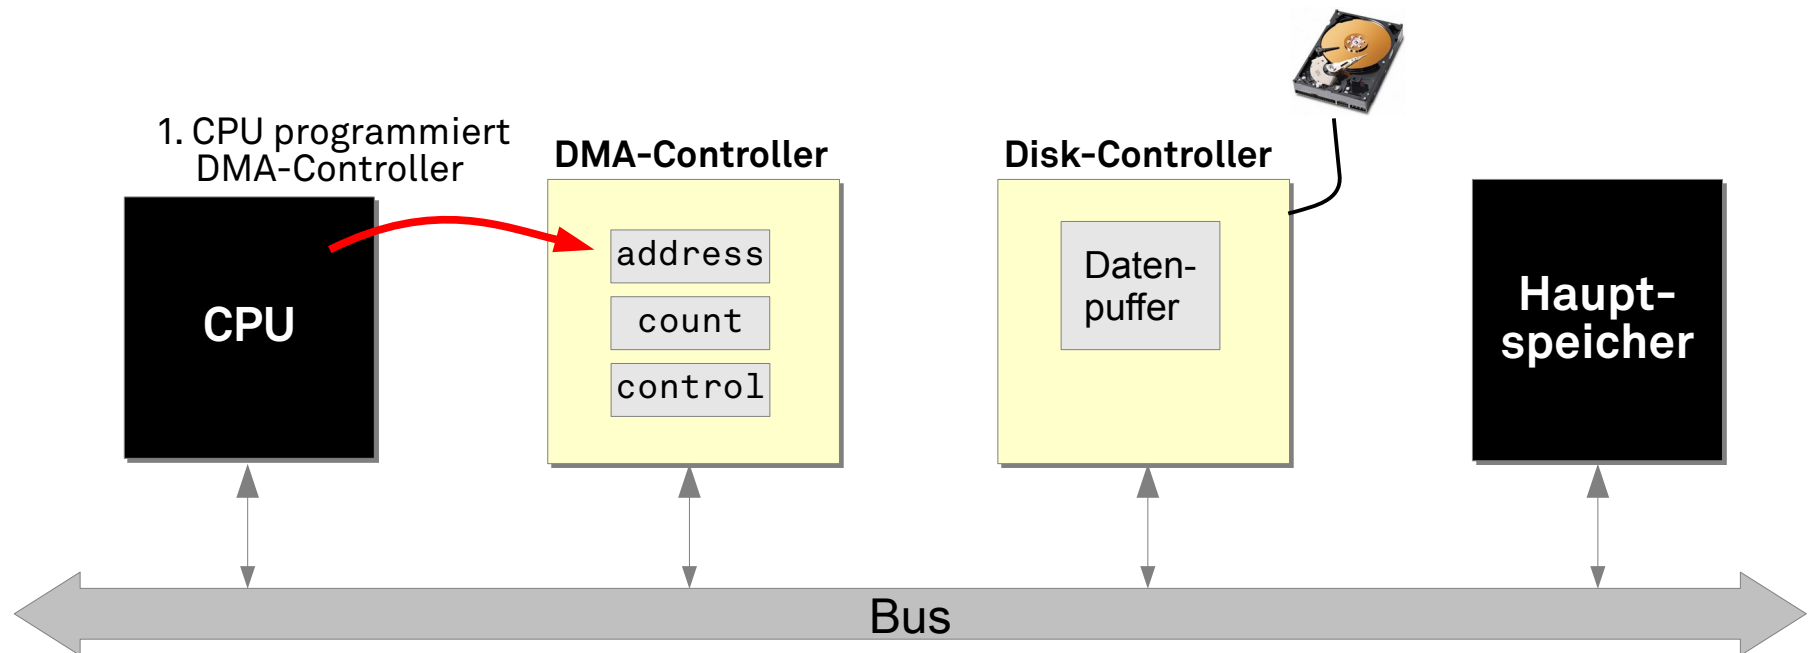 1. CPU programmiert
DMA-Controller
DMA-Controller
Disk-Controller
CPU
address
count
control
Daten-
puffer
Haupt-
speicher
Bus